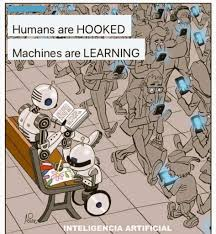 Humans are HOOKED
Machines are LEARNING
INTELIGENCIA ARTIFICIAL